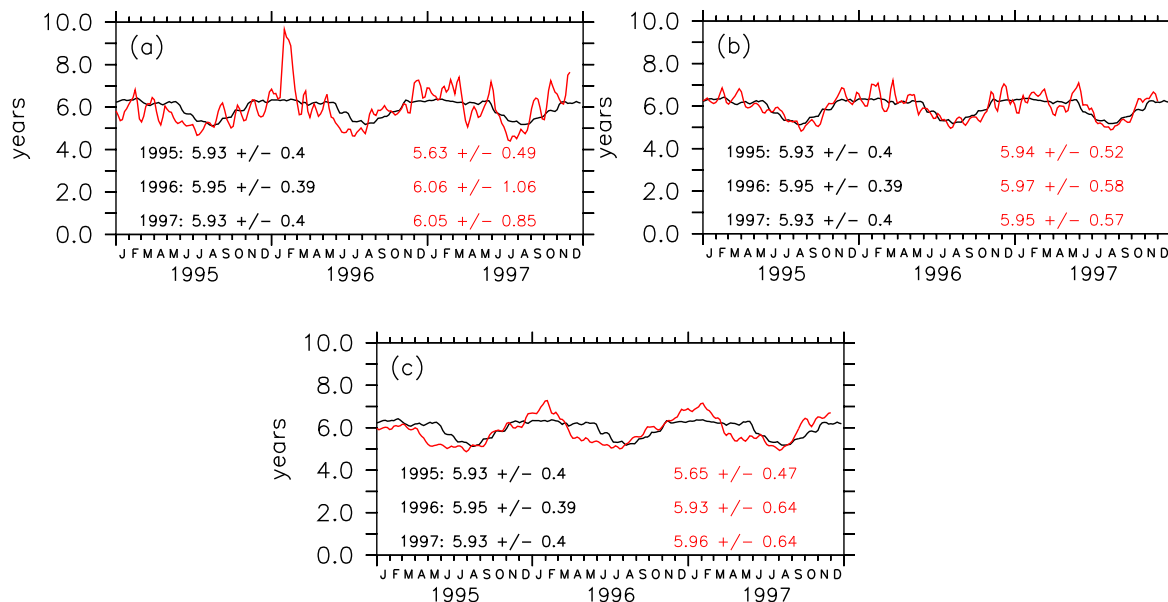 10.0
(a)
8.0
6.0
years
4.0
1995: 5.93 +/- 0.4 5.63 +/- 0.49
2.0
1996: 5.95 +/- 0.39 6.06 +/- 1.06
1997: 5.93 +/- 0.4 6.05 +/- 0.85
0.0
J F M A M J J A S O N D J F M A M J J A S O N D J F M A M J J A S O N D
1995 1996 1997
10.0
(b)
8.0
6.0
years
4.0
1995: 5.93 +/- 0.4 5.94 +/- 0.52
2.0
1996: 5.95 +/- 0.39 5.97 +/- 0.58
1997: 5.93 +/- 0.4 5.95 +/- 0.57
0.0
J F M A M J J A S O N D J F M A M J J A S O N D J F M A M J J A S O N D
1995 1996 1997
10.0
(c)
8.0
6.0
years
4.0
1995: 5.93 +/- 0.4 5.65 +/- 0.47
2.0
1996: 5.95 +/- 0.39 5.93 +/- 0.64
1997: 5.93 +/- 0.4 5.96 +/- 0.64
0.0
J F M A M J J A S O N D J F M A M J J A S O N D J F M A M J J A S O N D
1995 1996 1997